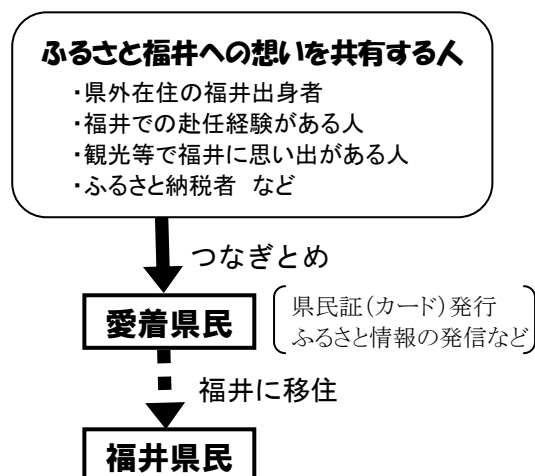 ふるさと福井への想いを共有する人
・県外在住の福井出身者
・福井での赴任経験がある人
・観光等で福井に思い出がある人
・ふるさと納税者　など
つなぎとめ
愛着県民
県民証(カード)発行
ふるさと情報の発信など
福井に移住
福井県民